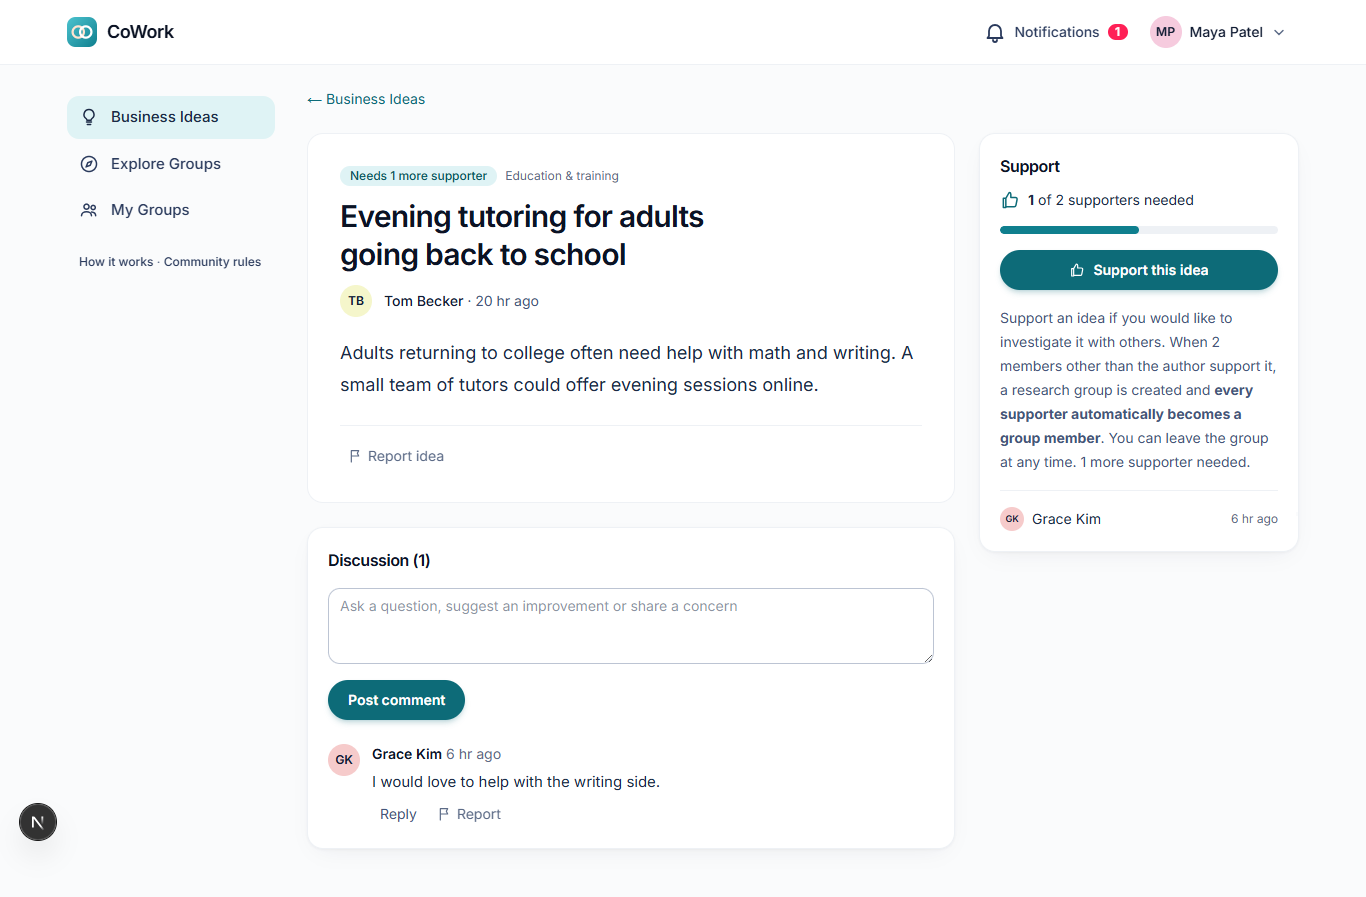 CoWork
Notifications 1
MP Maya Patel
Business Ideas
Explore Groups
My Groups
How it works · Community rules
← Business Ideas
Needs 1 more supporter Education & training
Evening tutoring for adults
going back to school
TB Tom Becker · 20 hr ago
Adults returning to college often need help with math and writing. A
small team of tutors could offer evening sessions online.
Report idea
Discussion (1)
Ask a question, suggest an improvement or share a concern
Post comment
GK Grace Kim 6 hr ago
I would love to help with the writing side.
Reply Report
Support
1 of 2 supporters needed
Support this idea
Support an idea if you would like to
investigate it with others. When 2
members other than the author support it,
a research group is created and every
supporter automatically becomes a
group member. You can leave the group
at any time. 1 more supporter needed.
GK Grace Kim 6 hr ago
N